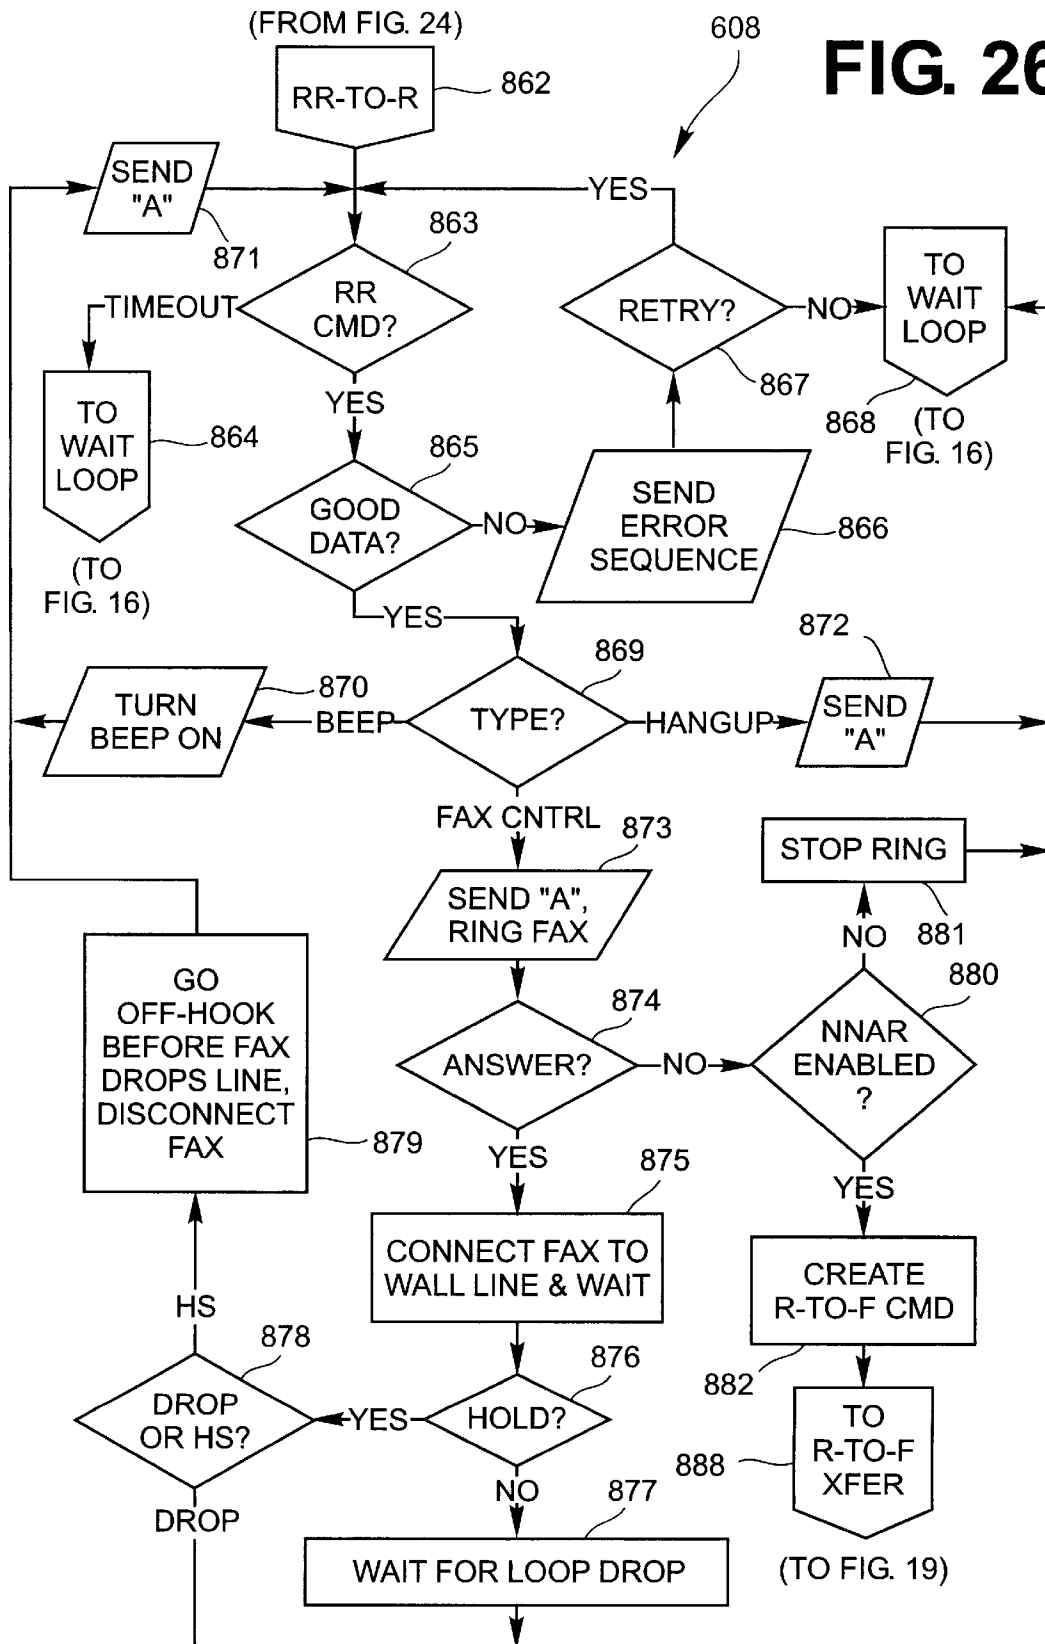 (FROM FIG. 24)
608
FIG. 26
RR-TO-R
862
SEND
"A"
871
YES
863
RR
CMD?
TIMEOUT
RETRY?
NO
867
TO
WAIT
LOOP
868
(TO
FIG. 16)
YES
TO
WAIT
LOOP
864
(TO
FIG. 16)
865
GOOD
DATA?
NO
SEND
ERROR
SEQUENCE
866
YES
869
TYPE?
BEEP
870
TURN
BEEP ON
HANGUP
872
SEND
"A"
FAX CNTRL
873
SEND "A",
RING FAX
STOP RING
881
NO
874
ANSWER?
NO
880
NNAR
ENABLED
?
GO
OFF-HOOK
BEFORE FAX
DROPS LINE,
DISCONNECT
FAX
879
YES
875
CONNECT FAX TO
WALL LINE & WAIT
YES
CREATE
R-TO-F CMD
882
HS
878
DROP
OR HS?
YES
876
HOLD?
TO
R-TO-F
XFER
888
(TO FIG. 19)
DROP
NO
877
WAIT FOR LOOP DROP